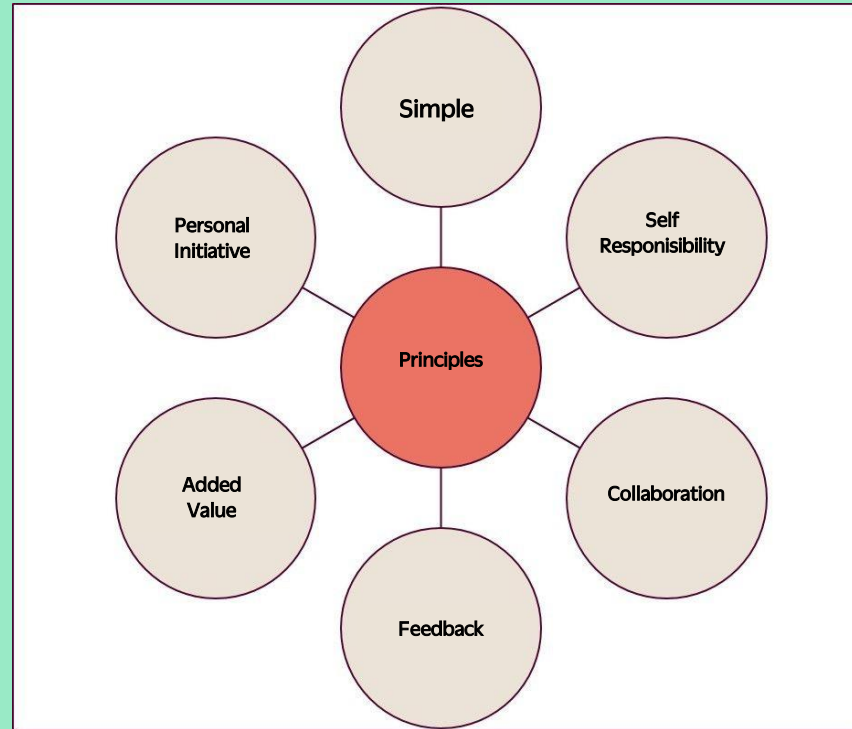 Simple
Personal
Initiative
Self
Responisibility
Principles
Added
Value
Collaboration
Feedback